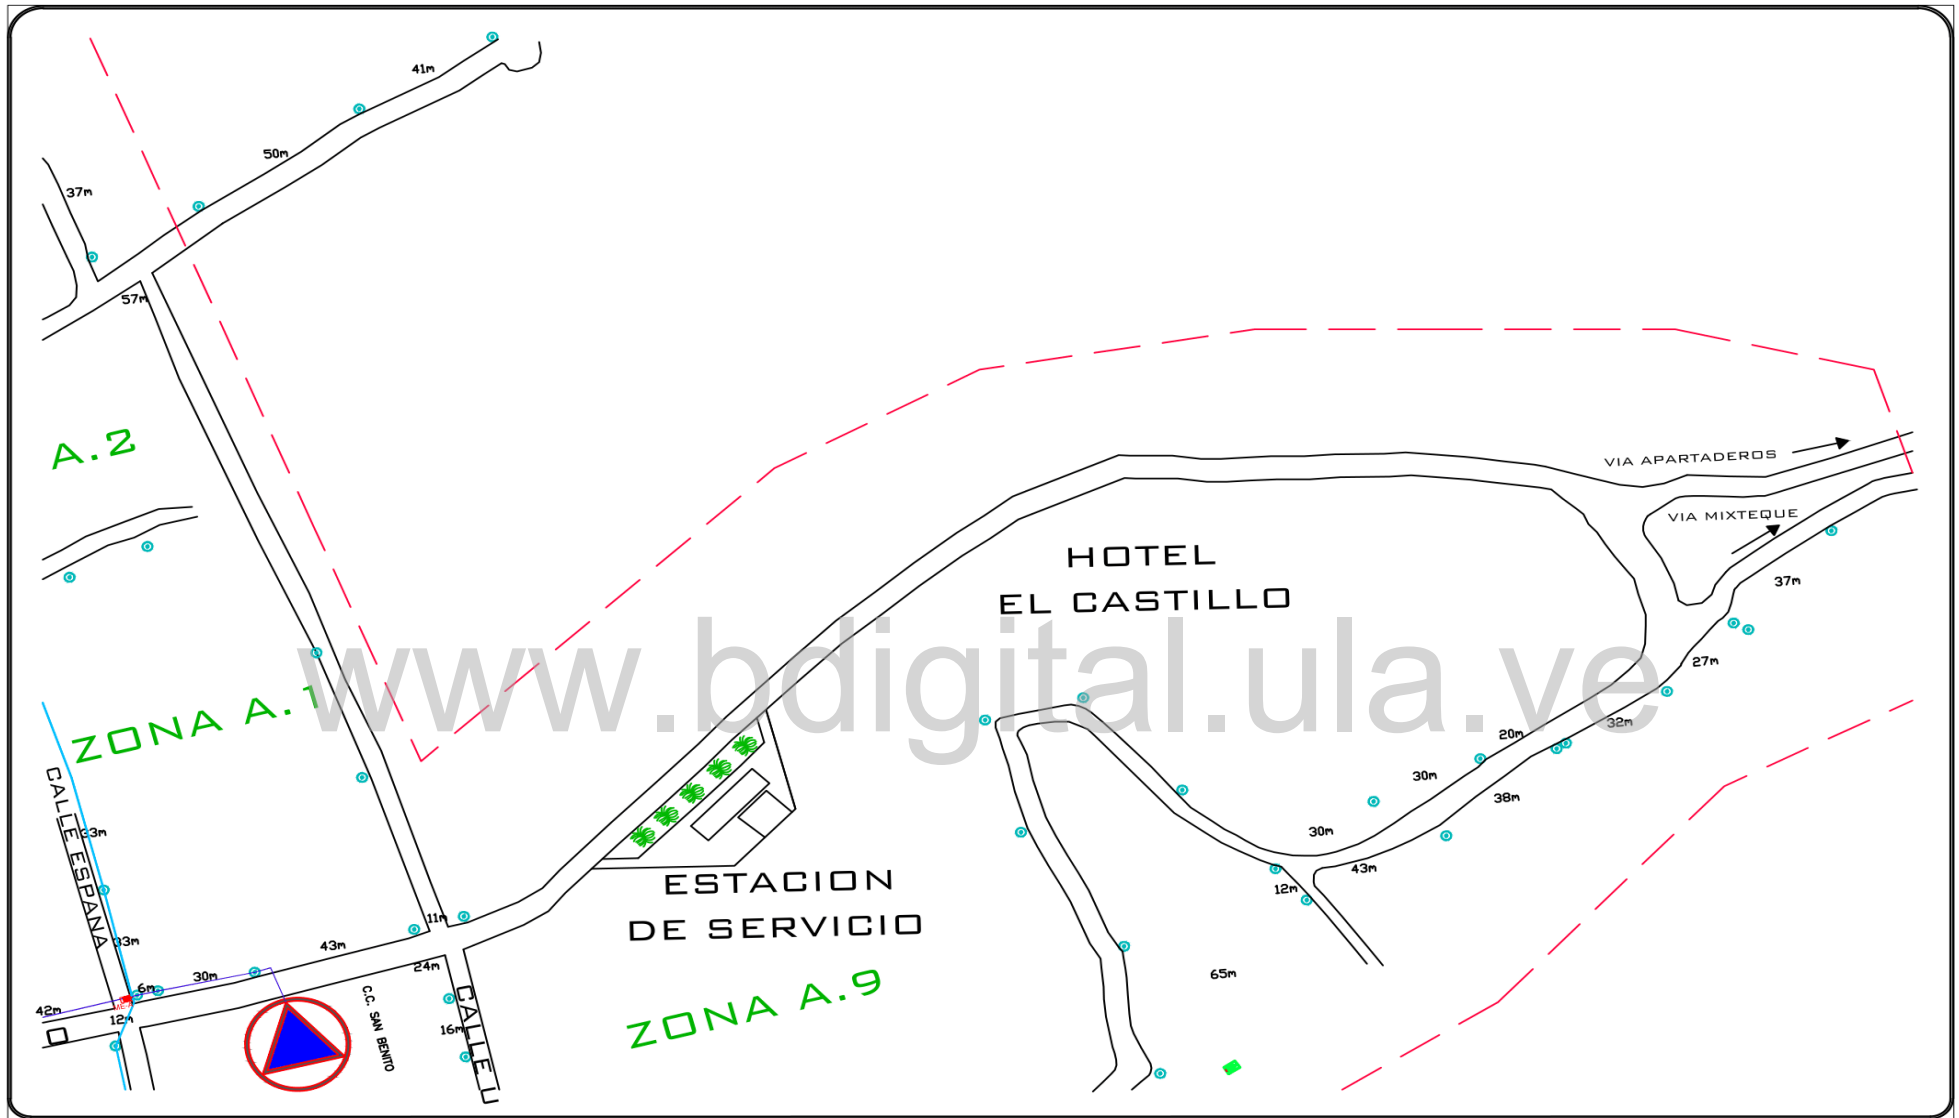 41m
50m
37m
57m
A.2
VIA APARTADEROS
VIA MIXTEQUE
HOTEL
EL CASTILLO
37m
www.bdigital.ula.ve
27m
ZONA A.1
32m
20m
30m
38m
CALLE ESPANA
33m
30m
43m
12m
ESTACION
DE SERVICIO
11m
33m
43m
24m
30m
6m
65m
ZONA A.9
C.C. SAN BENITO
CALLE U
42m
12m
16m
O